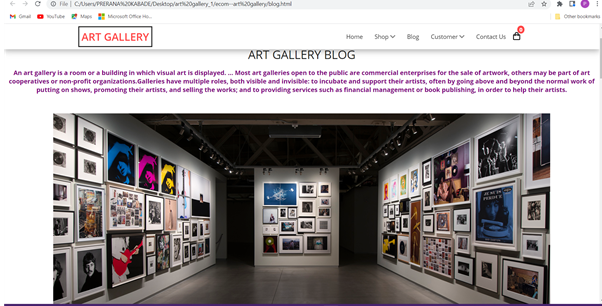 File C:/Users/PRERANA%20KABADE/Desktop/art%20gallery_1/ecom--art%20gallery/blog.html
Gmail YouTube Maps Microsoft Office Ho... Other bookmarks
ART GALLERY Home Shop Blog Customer Contact Us 0
ART GALLERY BLOG
An art gallery is a room or a building in which visual art is displayed. ... Most art galleries open to the public are commercial enterprises for the sale of artwork, others may be part of art
cooperatives or non-profit organizations.Galleries have multiple roles, both visible and invisible: to incubate and support their artists, often by going above and beyond the normal work of
putting on shows, promoting their artists, and selling the works; and to providing services such as financial management or book publishing, in order to help their artists.
JE SUIS
PERDUE